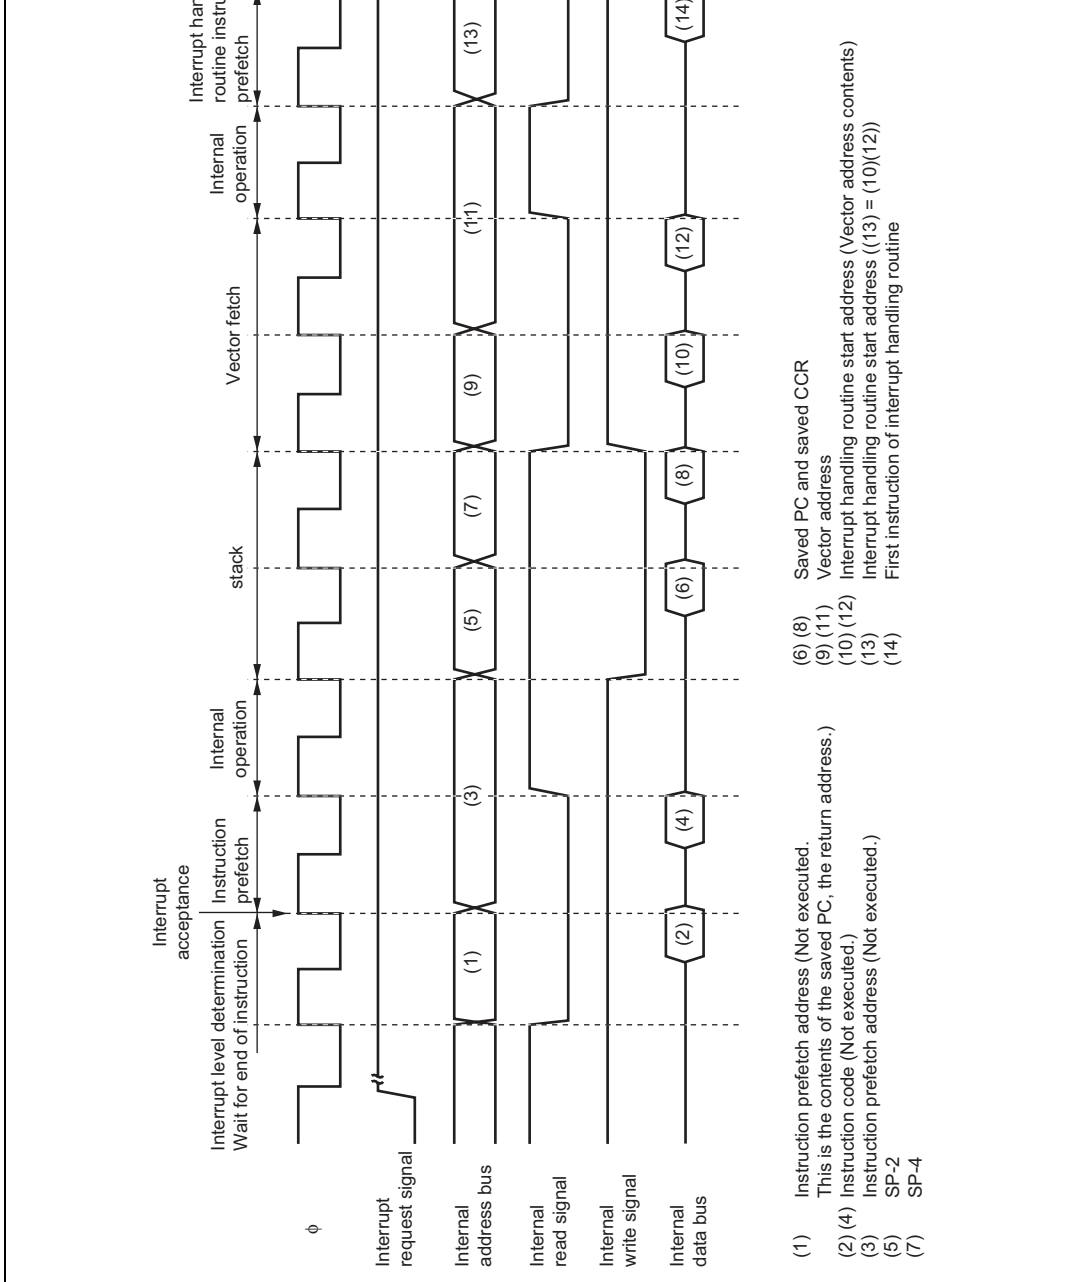 Interrupt
acceptance
Interrupt level determination
Wait for end of instruction
Instruction
prefetch
Internal
operation
stack
Vector fetch
Internal
operation
Interrupt han
routine instru
prefetch
ϕ
Interrupt
request signal
Internal
address bus
(1)
(3)
(5)
(7)
(9)
(11)
(13)
Internal
read signal
Internal
write signal
Internal
data bus
(2)
(4)
(6)
(8)
(10)
(12)
(14)
(1) Instruction prefetch address (Not executed.
This is the contents of the saved PC, the return address.)
(2) (4) Instruction code (Not executed.)
(3) Instruction prefetch address (Not executed.)
(5) SP-2
(7) SP-4
(6) (8) Saved PC and saved CCR
(9) (11) Vector address
(10) (12) Interrupt handling routine start address (Vector address contents)
(13) Interrupt handling routine start address ((13) = (10)(12))
(14) First instruction of interrupt handling routine